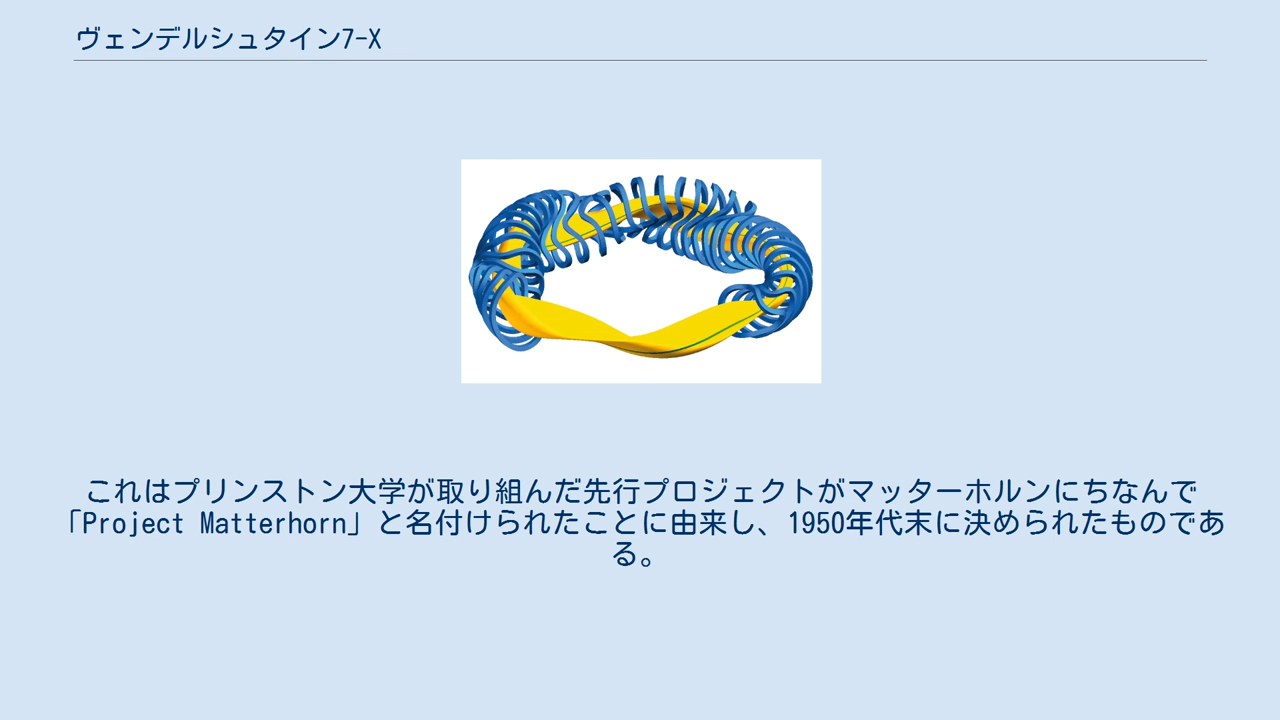 ヴェンデルシュタイン7-X
これはプリンストン大学が取り組んだ先行プロジェクトがマッターホルンにちなんで
「Project Matterhorn」と名付けられたことに由来し、1950年代末に決められたものであ
る。